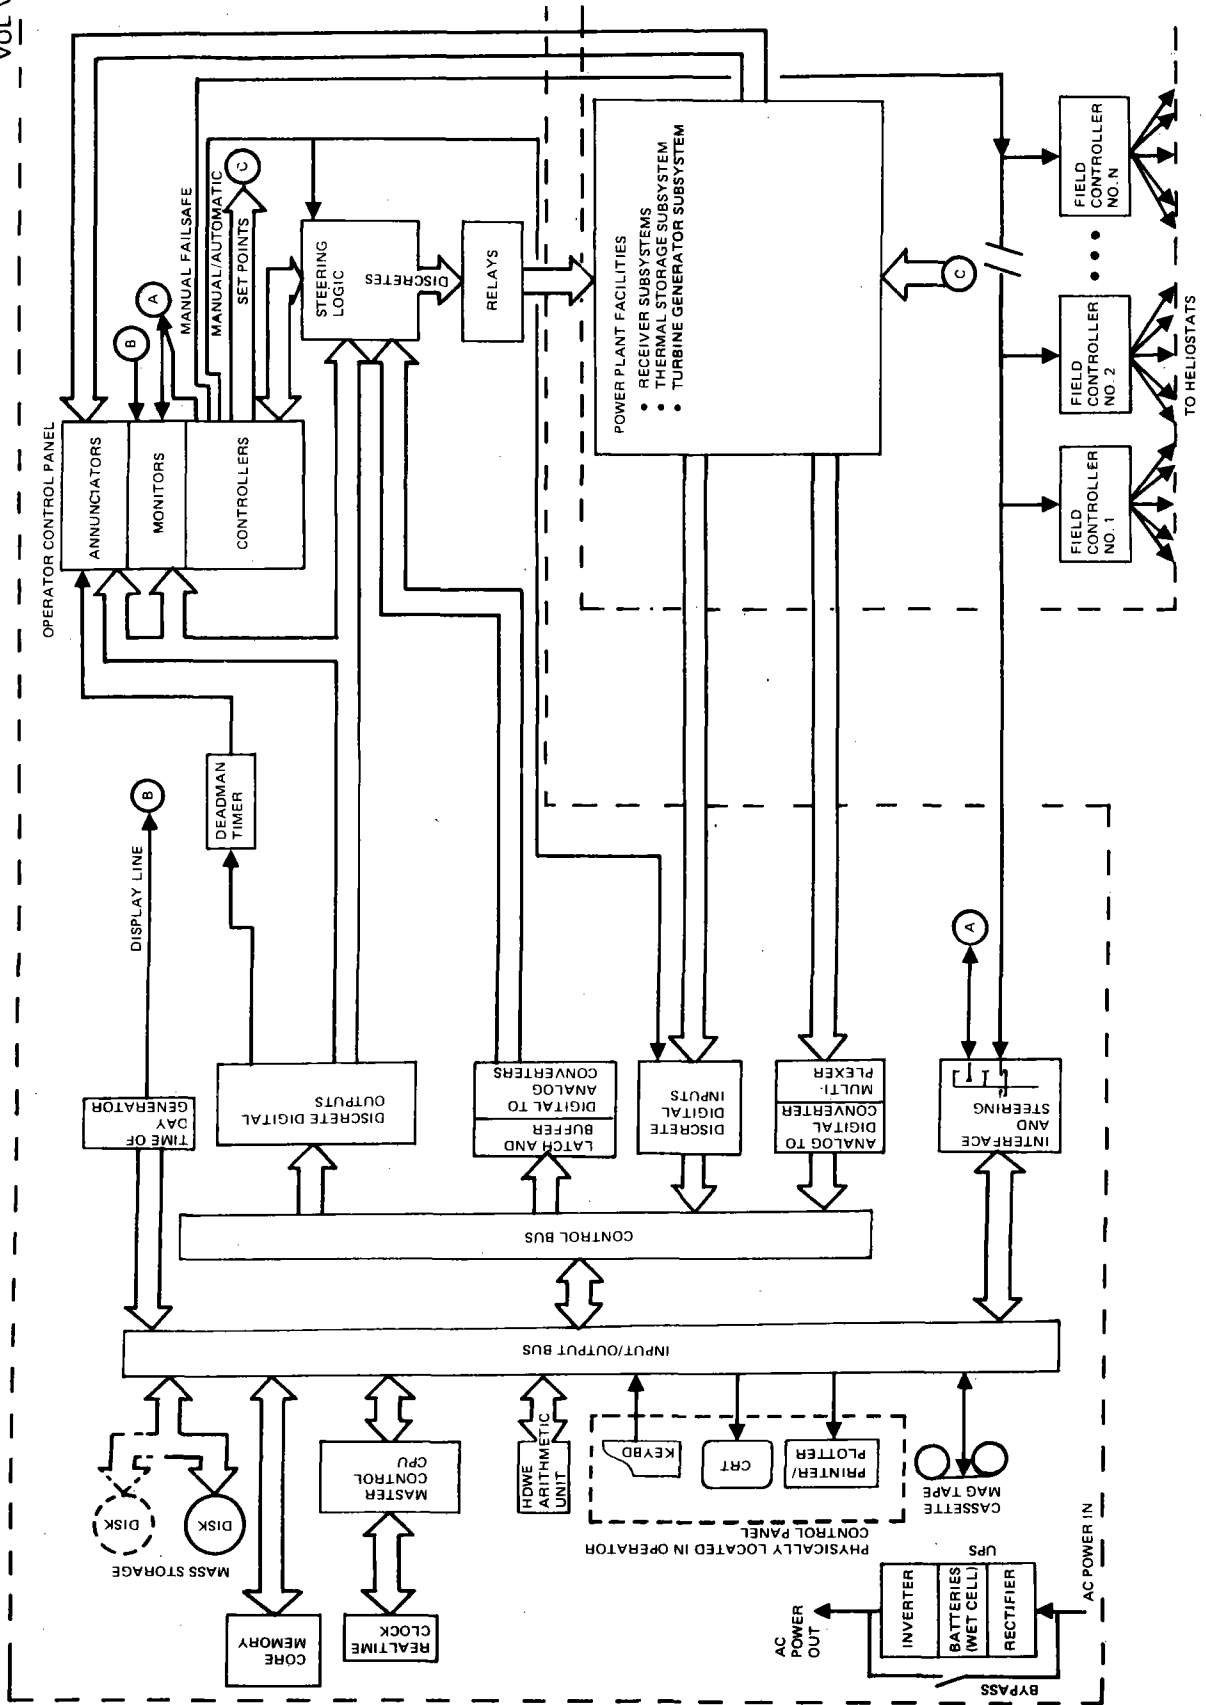 VOL
OPERATOR CONTROL PANEL
ANNUNCIATORS
MONITORS
CONTROLLERS
B
A
MANUAL FAILSAFE
MANUAL/AUTOMATIC
SET POINTS
C
STEERING
LOGIC
DISCRETES
RELAYS
POWER PLANT FACILITIES
• RECEIVER SUBSYSTEMS
• THERMAL STORAGE SUBSYSTEM
• TURBINE GENERATOR SUBSYSTEM
C
FIELD
CONTROLLER
NO. 1
FIELD
CONTROLLER
NO. 2
• • •
FIELD
CONTROLLER
NO. N
TO HELIOSTATS
DISPLAY LINE
B
DEADMAN
TIMER
A
TIME OF
DAY
GENERATOR
DISCRETE DIGITAL
OUTPUTS
LATCH AND
BUFFER
DIGITAL TO
ANALOG
CONVERTERS
DISCRETE
DIGITAL
INPUTS
ANALOG TO
DIGITAL
CONVERTER
MULTI-
PLEXER
INTERFACE
AND
STEERING
CONTROL BUS
INPUT/OUTPUT BUS
MASS STORAGE
DISK
DISK
CORE
MEMORY
MASTER
CONTROL
CPU
REALTIME
CLOCK
HDWE
ARITHMETIC
UNIT
PHYSICALLY LOCATED IN OPERATOR
CONTROL PANEL
KEYBD
CRT
PRINTER/
PLOTTER
CASSETTE
MAG TAPE
UPS
INVERTER
BATTERIES
(WET CELL)
RECTIFIER
AC
POWER
OUT
AC POWER IN
BYPASS